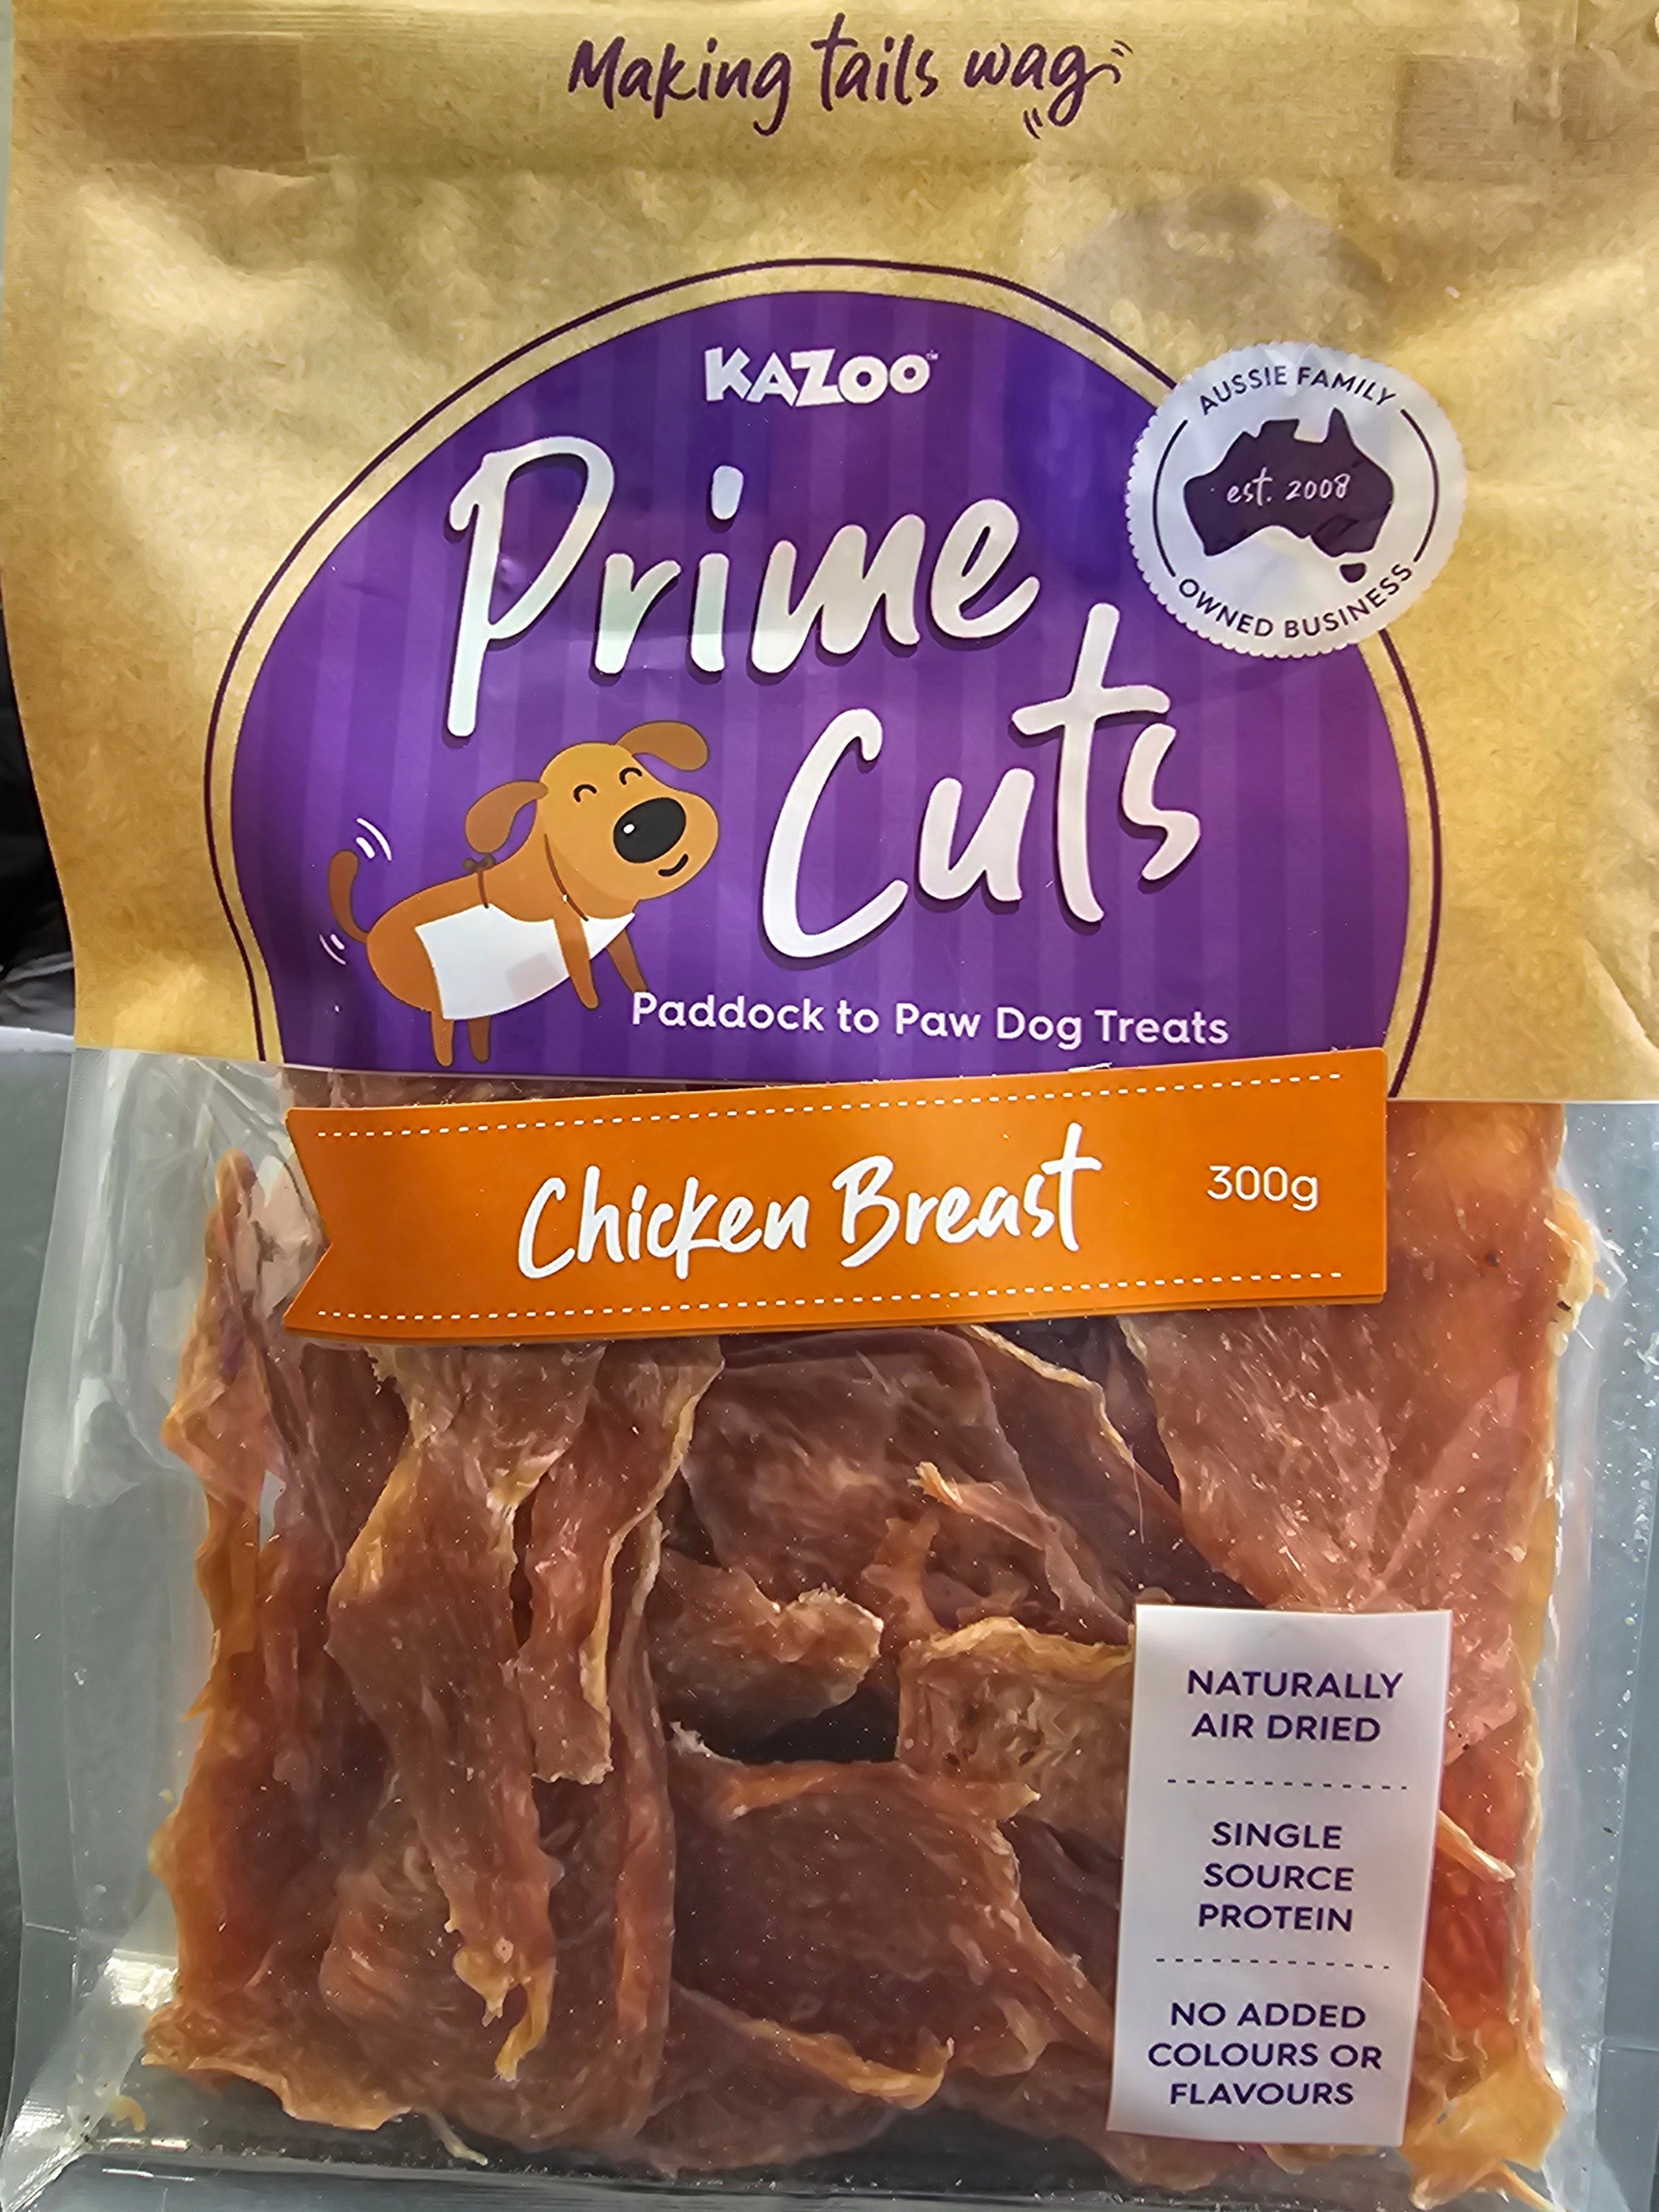 Making tails wag
KAZOO™
Prime
Cuts
AUSSIE FAMILY
est. 2008
OWNED BUSINESS
Paddock to Paw Dog Treats
Chicken Breast
300g
NATURALLY
AIR DRIED
SINGLE
SOURCE
PROTEIN
NO ADDED
COLOURS OR
FLAVOURS